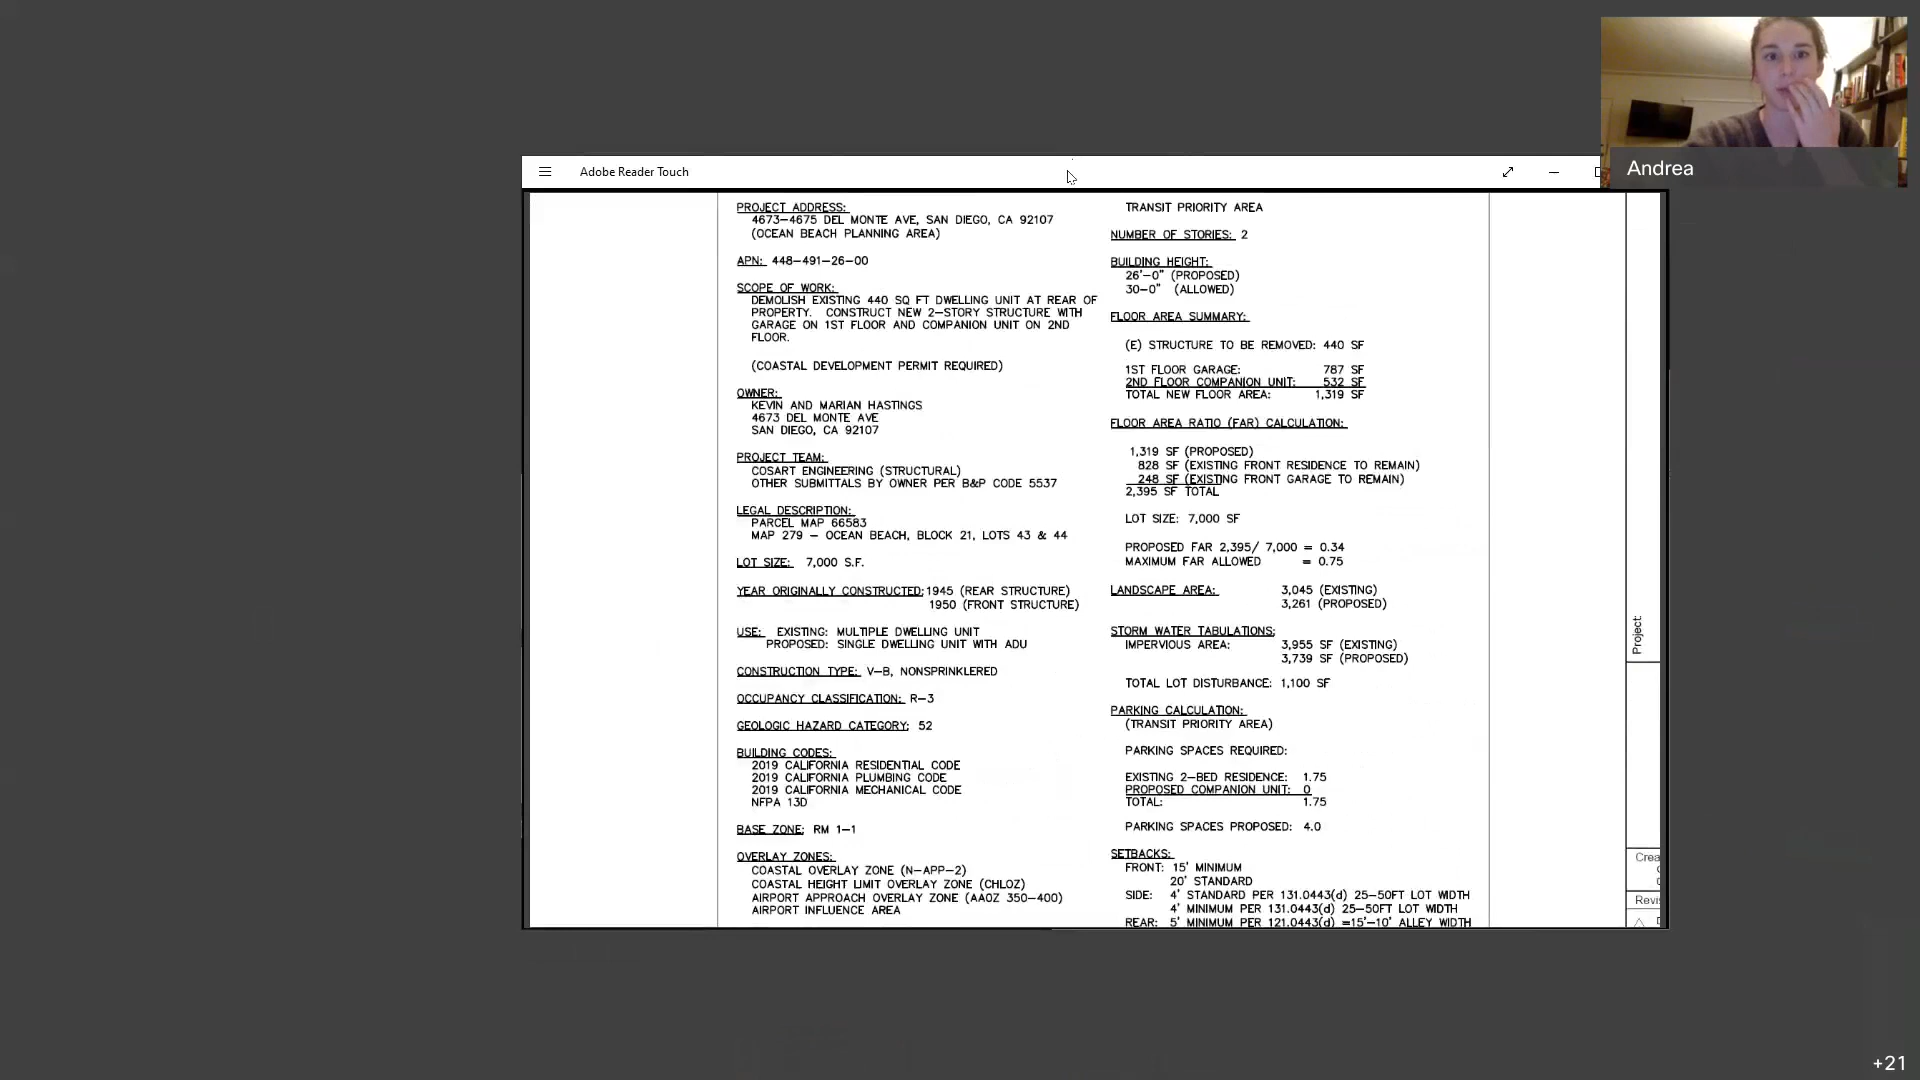 Andrea
Adobe Reader Touch
PROJECT ADDRESS:
4673-4675 DEL MONTE AVE, SAN DIEGO, CA 92107
(OCEAN BEACH PLANNING AREA)
APN: 448-491-26-00
SCOPE OF WORK:
DEMOLISH EXISTING 440 SQ FT DWELLING UNIT AT REAR OF
PROPERTY. CONSTRUCT NEW 2-STORY STRUCTURE WITH
GARAGE ON 1ST FLOOR AND COMPANION UNIT ON 2ND
FLOOR.
(COASTAL DEVELOPMENT PERMIT REQUIRED)
OWNER:
KEVIN AND MARIAN HASTINGS
4673 DEL MONTE AVE
SAN DIEGO, CA 92107
PROJECT TEAM:
COSART ENGINEERING (STRUCTURAL)
OTHER SUBMITTALS BY OWNER PER B&P CODE 5537
LEGAL DESCRIPTION:
PARCEL MAP 66583
MAP 279 - OCEAN BEACH, BLOCK 21, LOTS 43 & 44
LOT SIZE: 7,000 S.F.
YEAR ORIGINALLY CONSTRUCTED: 1945 (REAR STRUCTURE)
1950 (FRONT STRUCTURE)
USE: EXISTING: MULTIPLE DWELLING UNIT
PROPOSED: SINGLE DWELLING UNIT WITH ADU
CONSTRUCTION TYPE: V-B, NONSPRINKLERED
OCCUPANCY CLASSIFICATION: R-3
GEOLOGIC HAZARD CATEGORY: 52
BUILDING CODES:
2019 CALIFORNIA RESIDENTIAL CODE
2019 CALIFORNIA PLUMBING CODE
2019 CALIFORNIA MECHANICAL CODE
NFPA 13D
BASE ZONE: RM 1-1
OVERLAY ZONES:
COASTAL OVERLAY ZONE (N-APP-2)
COASTAL HEIGHT LIMIT OVERLAY ZONE (CHLOZ)
AIRPORT APPROACH OVERLAY ZONE (AAOZ 350-400)
AIRPORT INFLUENCE AREA
TRANSIT PRIORITY AREA
NUMBER OF STORIES: 2
BUILDING HEIGHT:
26'-0" (PROPOSED)
30-0" (ALLOWED)
FLOOR AREA SUMMARY:
(E) STRUCTURE TO BE REMOVED: 440 SF
1ST FLOOR GARAGE: 787 SF
2ND FLOOR COMPANION UNIT: 532 SF
TOTAL NEW FLOOR AREA: 1,319 SF
FLOOR AREA RATIO (FAR) CALCULATION:
1,319 SF (PROPOSED)
828 SF (EXISTING FRONT RESIDENCE TO REMAIN)
248 SF (EXISTING FRONT GARAGE TO REMAIN)
2,395 SF TOTAL
LOT SIZE: 7,000 SF
PROPOSED FAR 2,395/ 7,000 = 0.34
MAXIMUM FAR ALLOWED = 0.75
LANDSCAPE AREA: 3,045 (EXISTING)
3,261 (PROPOSED)
STORM WATER TABULATIONS:
IMPERVIOUS AREA: 3,955 SF (EXISTING)
3,739 SF (PROPOSED)
TOTAL LOT DISTURBANCE: 1,100 SF
PARKING CALCULATION:
(TRANSIT PRIORITY AREA)
PARKING SPACES REQUIRED:
EXISTING 2-BED RESIDENCE: 1.75
PROPOSED COMPANION UNIT: 0
TOTAL: 1.75
PARKING SPACES PROPOSED: 4.0
SETBACKS:
FRONT: 15' MINIMUM
20' STANDARD
SIDE: 4' STANDARD PER 131.0443(d) 25-50FT LOT WIDTH
4' MINIMUM PER 131.0443(d) 25-50FT LOT WIDTH
REAR: 5' MINIMUM PER 121.0443(d) =15'-10' ALLEY WIDTH
Project
Crea
Revi
+21